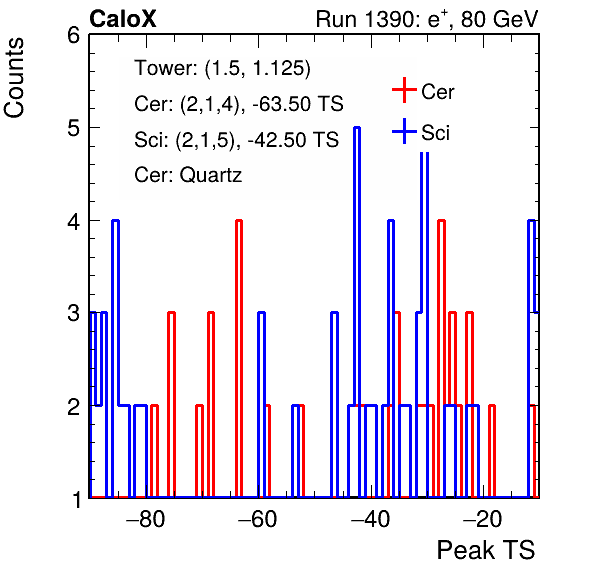 CaloX Run 1390: e+, 80 GeV
Counts
Tower: (1.5, 1.125)
Cer: (2,1,4), -63.50 TS
Sci: (2,1,5), -42.50 TS
Cer: Quartz
Cer
Sci
6
5
4
3
2
1
−80 −60 −40 −20
Peak TS